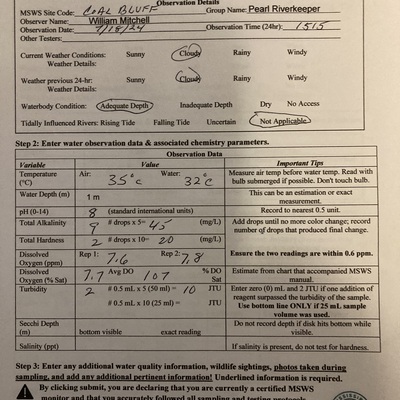 Observation Details
MSWS Site Code: COAL BLUFF Group Name: Pearl Riverkeeper
Observer Name: William Mitchell
Observation Date: 7/18/24 Observation Time (24hr): 1515
Other Testers:
Current Weather Conditions: Sunny Cloudy Rainy Windy
Weather Details:
Weather previous 24-hr: Sunny Cloudy Rainy Windy
Weather Details:
Waterbody Condition: Adequate Depth Inadequate Depth Dry No Access
Tidally Influenced Rivers: Rising Tide Falling Tide Uncertain Not Applicable
Step 2: Enter water observation data & associated chemistry parameters.
Observation Data
Variable Value Important Tips
Temperature (°C) Air: 35°c Water: 32°c Measure air temp before water temp. Read with bulb submerged if possible. Don't touch bulb.
Water Depth (m) 1 m This can be an estimation or exact measurement.
pH (0-14) 8 (standard international units) Record to nearest 0.5 unit.
Total Alkalinity 9 # drops x 5= 45 (mg/L) Add drops until no more color change; record number of drops that produced final change.
Total Hardness 2 # drops x 10= 20 (mg/L)
Dissolved Oxygen (ppm) Rep 1: 7.6 Rep 2: 7.8 Ensure the two readings are within 0.6 ppm.
Dissolved Oxygen (% Sat) 7.7 Avg DO 107 % DO Sat Estimate from chart that accompanied MSWS manual.
Turbidity 2 # 0.5 mL x 5 (50 ml) = 10 JTU Enter zero (0) mL and 2 JTU if one addition of reagent surpassed the turbidity of the sample.
# 0.5 mL x 10 (25 ml) = JTU Use bottom line ONLY if 25 mL sample volume was used.
Secchi Depth (m) bottom visible exact reading Do not record depth if disk hits bottom while visible.
Salinity (ppt) If salinity is present, do not test for hardness.
Step 3: Enter any additional water quality information, wildlife sightings, photos taken during
sampling, and add any additional pertinent information! Underlined information is required.
By clicking submit, you are declaring that you are currently a certified MSWS
monitor and that you accurately followed all sampling and testing protocols